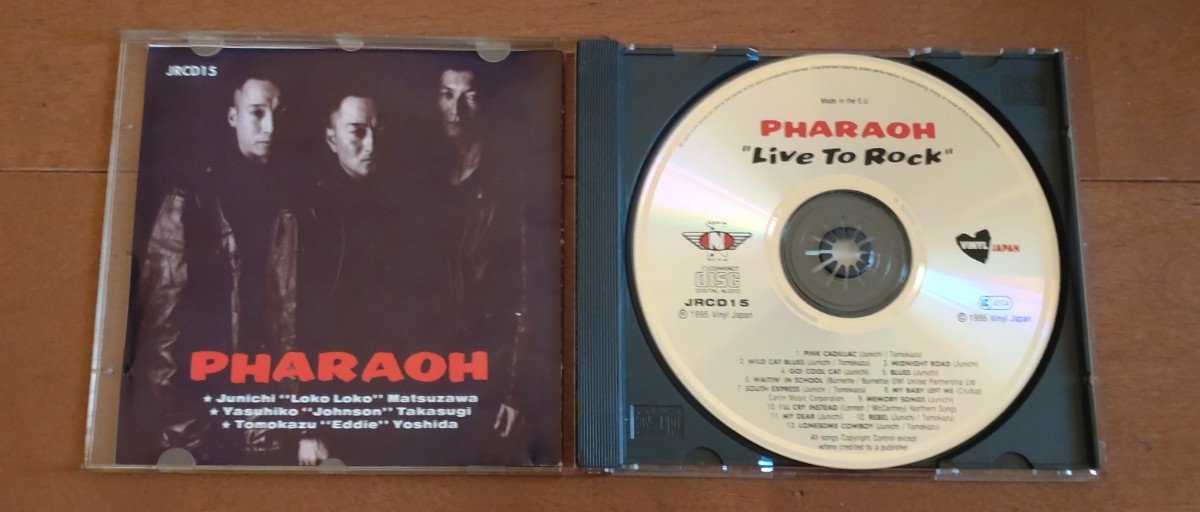 JRCD15
PHARAOH
★ Junichi "Loko Loko" Matsuzawa
★ Yasuhiko "Johnson" Takasugi
★ Tomokazu "Eddie" Yoshida
Made in the E.U.
PHARAOH
"Live To Rock"
N
VINYL JAPAN
COMPACT
disc
DIGITAL AUDIO
JRCD15
℗ 1995 Vinyl Japan
© 1995 Vinyl Japan
1. PINK CADILLAC (Junichi / Tomokazu)
2. WILD CAT BLUES (Junichi / Tomokazu) 3. MIDNIGHT ROAD (Junichi)
4. GO! COOL CAT (Junichi) 5. BLUES (Junichi)
6. WAITIN' IN SCHOOL (Burnette / Burnette) EMI United Partnership Ltd
7. SOUTH EXPRESS (Junichi / Tomokazu) 8. MY BABY LEFT ME (Crudup)
Carlin Music Corporation. 9. MEMORY SONGS (Junichi)
10. I'LL CRY INSTEAD (Lennon / McCartney) Northern Songs
11. MY DEAR (Junichi / Tomokazu) 12. REBEL (Junichi / Tomokazu)
13. LONESOME COWBOY (Junichi / Tomokazu)
All songs Copyright Control except
where credited to a publisher